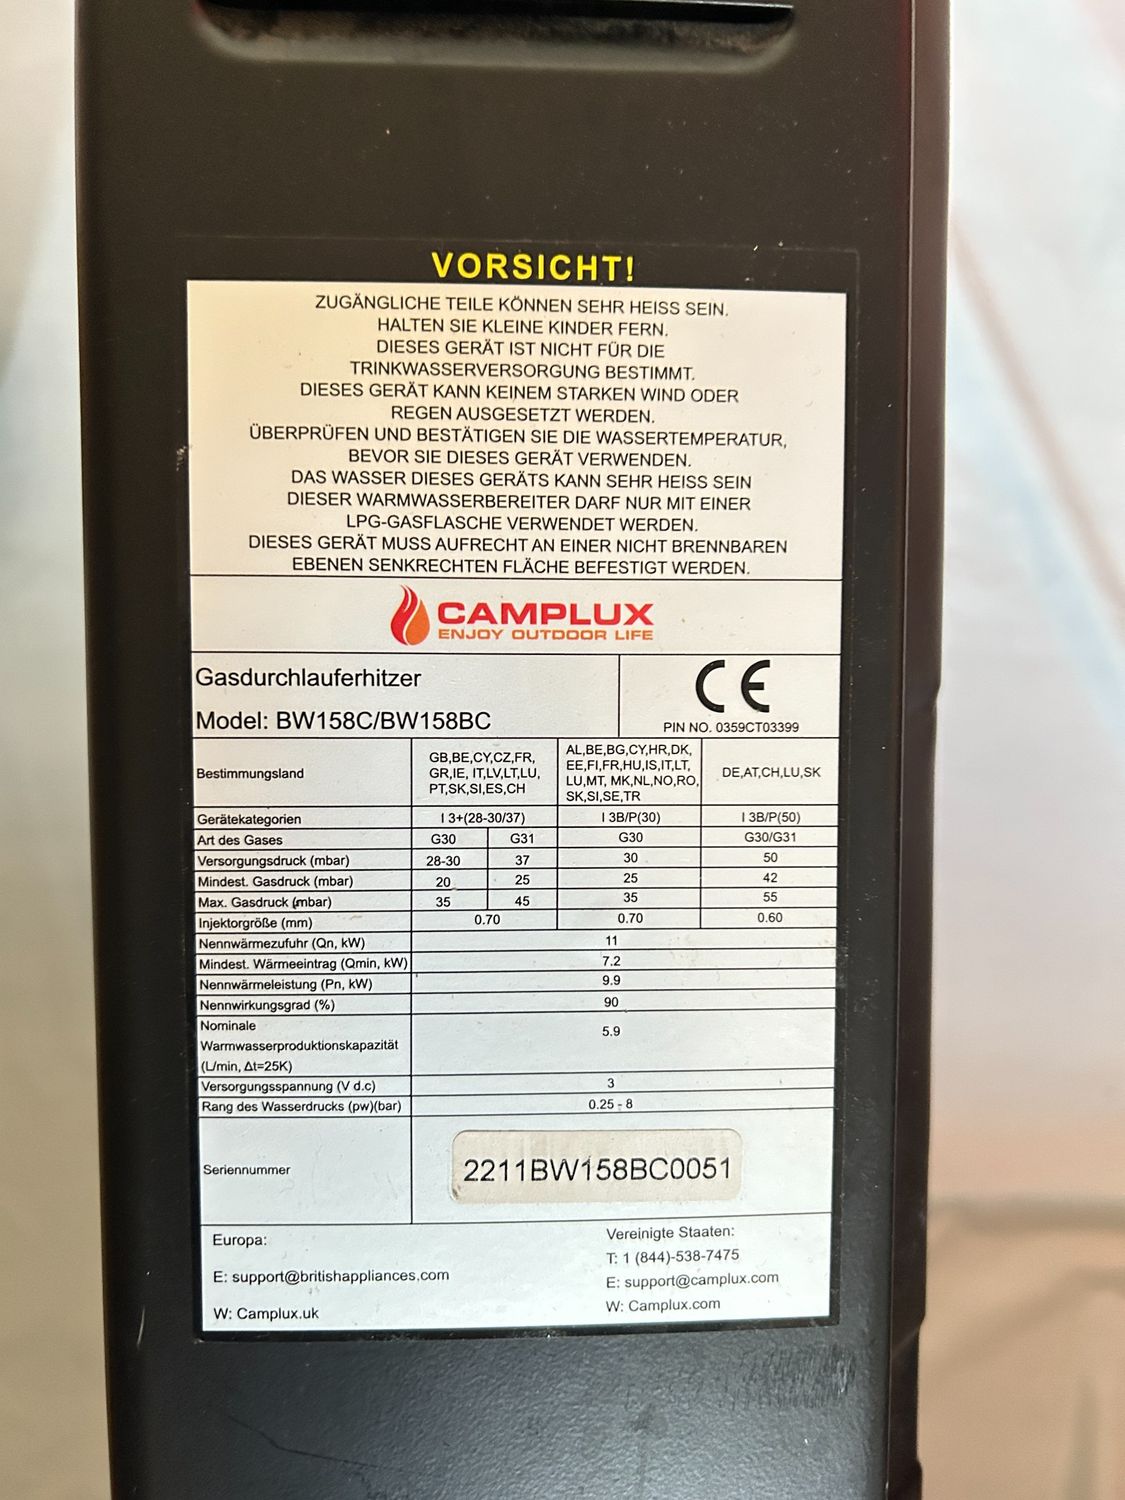 VORSICHT!
ZUGÄNGLICHE TEILE KÖNNEN SEHR HEISS SEIN.
HALTEN SIE KLEINE KINDER FERN.
DIESES GERÄT IST NICHT FÜR DIE
TRINKWASSERVERSORGUNG BESTIMMT.
DIESES GERÄT KANN KEINEM STARKEN WIND ODER
REGEN AUSGESETZT WERDEN.
ÜBERPRÜFEN UND BESTÄTIGEN SIE DIE WASSERTEMPERATUR,
BEVOR SIE DIESES GERÄT VERWENDEN.
DAS WASSER DIESES GERÄTS KANN SEHR HEISS SEIN
DIESER WARMWASSERBEREITER DARF NUR MIT EINER
LPG-GASFLASCHE VERWENDET WERDEN.
DIESES GERÄT MUSS AUFRECHT AN EINER NICHT BRENNBAREN
EBENEN SENKRECHTEN FLÄCHE BEFESTIGT WERDEN.
CAMPLUX
ENJOY OUTDOOR LIFE
Gasdurchlauferhitzer
Model: BW158C/BW158BC
CE
PIN NO. 0359CT03399
Bestimmungsland
GB,BE,CY,CZ,FR,
GR,IE, IT,LV,LT,LU,
PT,SK,SI,ES,CH
AL,BE,BG,CY,HR,DK,
EE,FI,FR,HU,IS,IT,LT,
LU,MT, MK,NL,NO,RO,
SK,SI,SE,TR
DE,AT,CH,LU,SK
Gerätekategorien I 3+(28-30/37) I 3B/P(30) I 3B/P(50)
Art des Gases G30 G31 G30 G30/G31
Versorgungsdruck (mbar) 28-30 37 30 50
Mindest. Gasdruck (mbar) 20 25 25 42
Max. Gasdruck (mbar) 35 45 35 55
Injektorgröße (mm) 0.70 0.70 0.60
Nennwärmezufuhr (Qn, kW) 11
Mindest. Wärmeeintrag (Qmin, kW) 7.2
Nennwärmeleistung (Pn, kW) 9.9
Nennwirkungsgrad (%) 90
Nominale
Warmwasserproduktionskapazität
(L/min, Δt=25K)
5.9
Versorgungsspannung (V d.c) 3
Rang des Wasserdrucks (pw)(bar) 0.25 - 8
Seriennummer 2211BW158BC0051
Europa:
E: support@britishappliances.com
W: Camplux.uk
Vereinigte Staaten:
T: 1 (844)-538-7475
E: support@camplux.com
W: Camplux.com